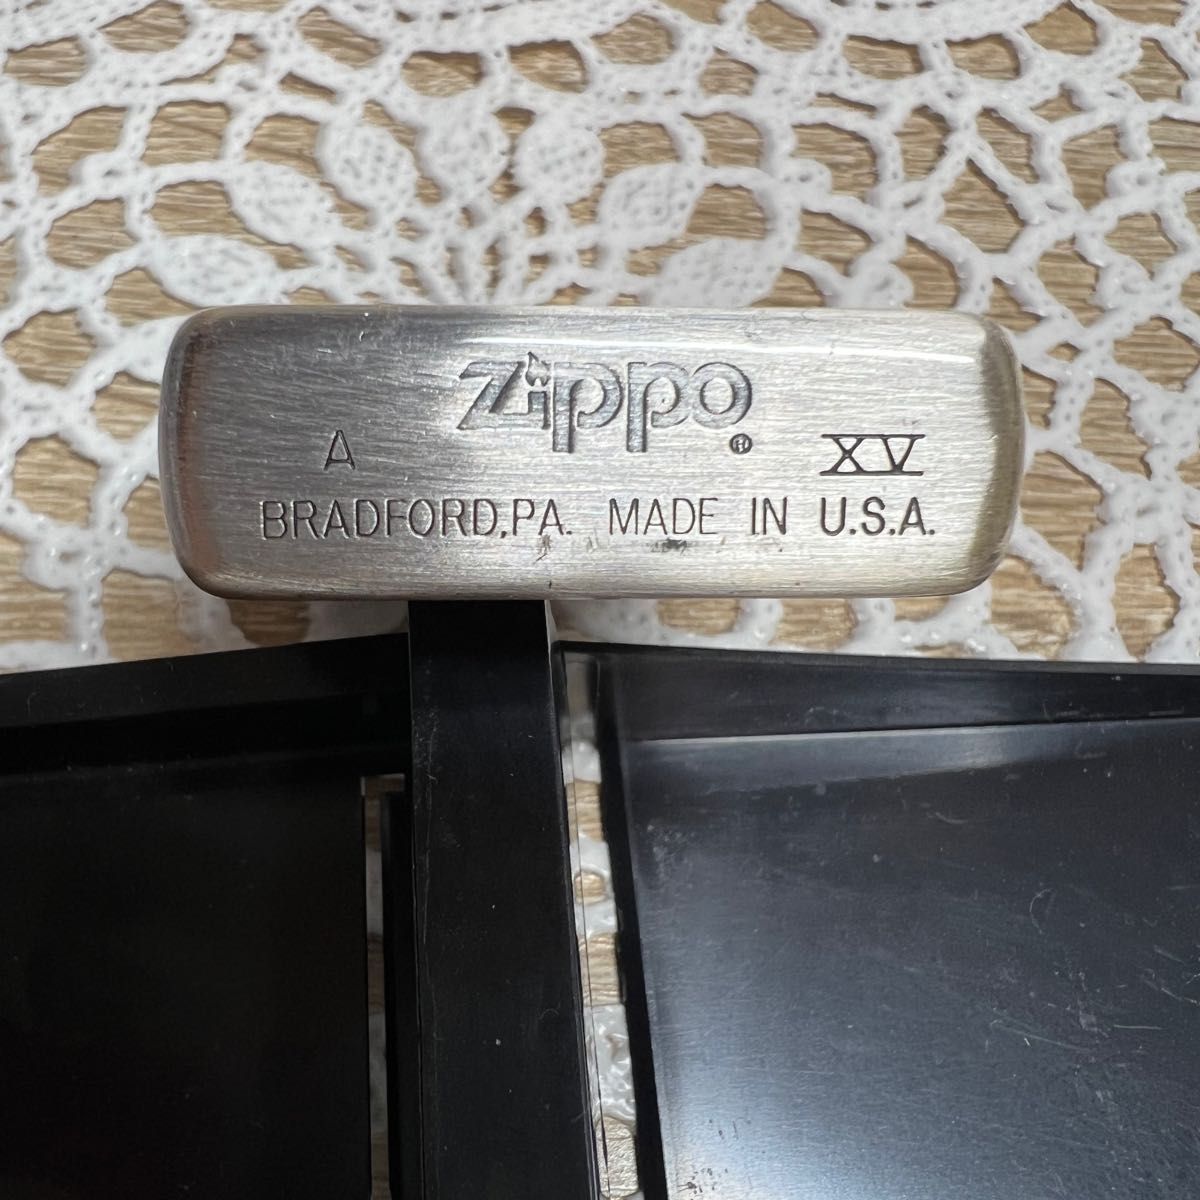 Zippo ®
A XV
BRADFORD,PA. MADE IN U.S.A.